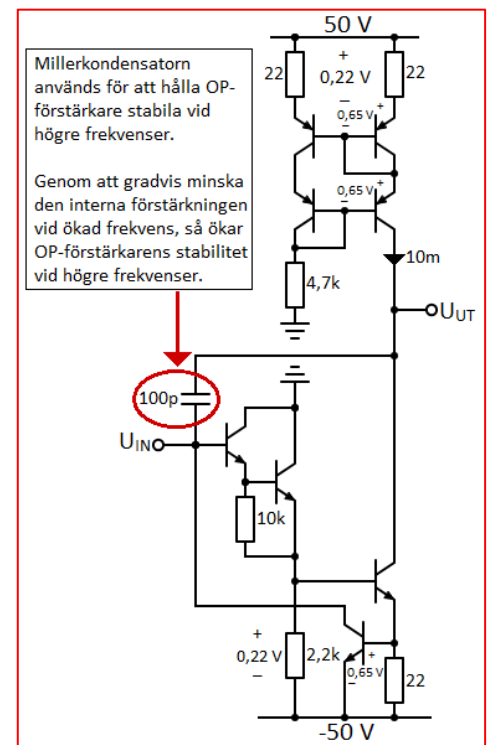 50 V
Millerkondensatorn
används för att hålla OP-
förstärkare stabila vid
högre frekvenser.
Genom att gradvis minska
den interna förstärkningen
vid ökad frekvens, så ökar
OP-förstärkarens stabilitet
vid högre frekvenser.
22
+
0,22 V
–
22
0,65 V
+
–
0,65 V
+
–
10m
4,7k
UUT
100p
UIN
10k
+
0,22 V
–
2,2k
+
0,65 V
–
22
-50 V